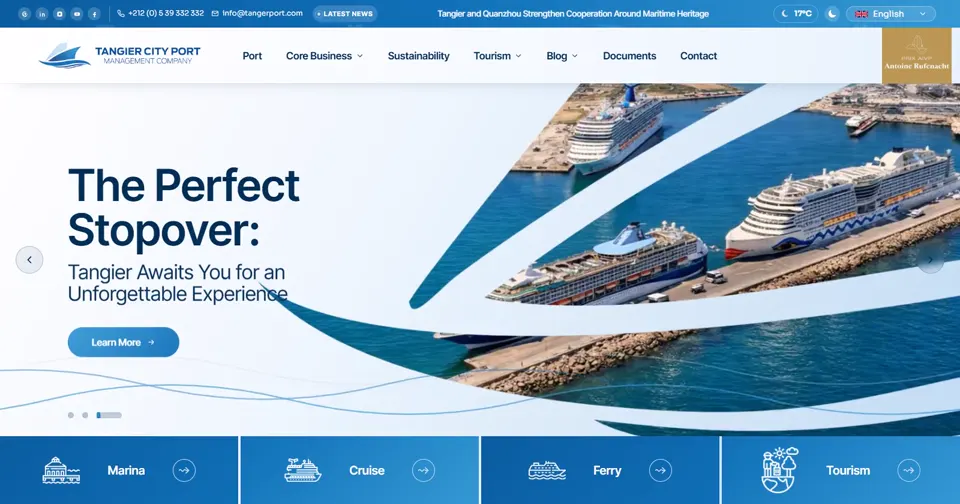 +212 (0) 5 39 332 332
info@tangerport.com
LATEST NEWS
Tangier and Quanzhou Strengthen Cooperation Around Maritime Heritage
17°C
English
TANGIER CITY PORT
MANAGEMENT COMPANY
Port
Core Business
Sustainability
Tourism
Blog
Documents
Contact
Antoine Rufenacht
The Perfect
Stopover:
Tangier Awaits You for an
Unforgettable Experience
Learn More
Marina
Cruise
Ferry
Tourism